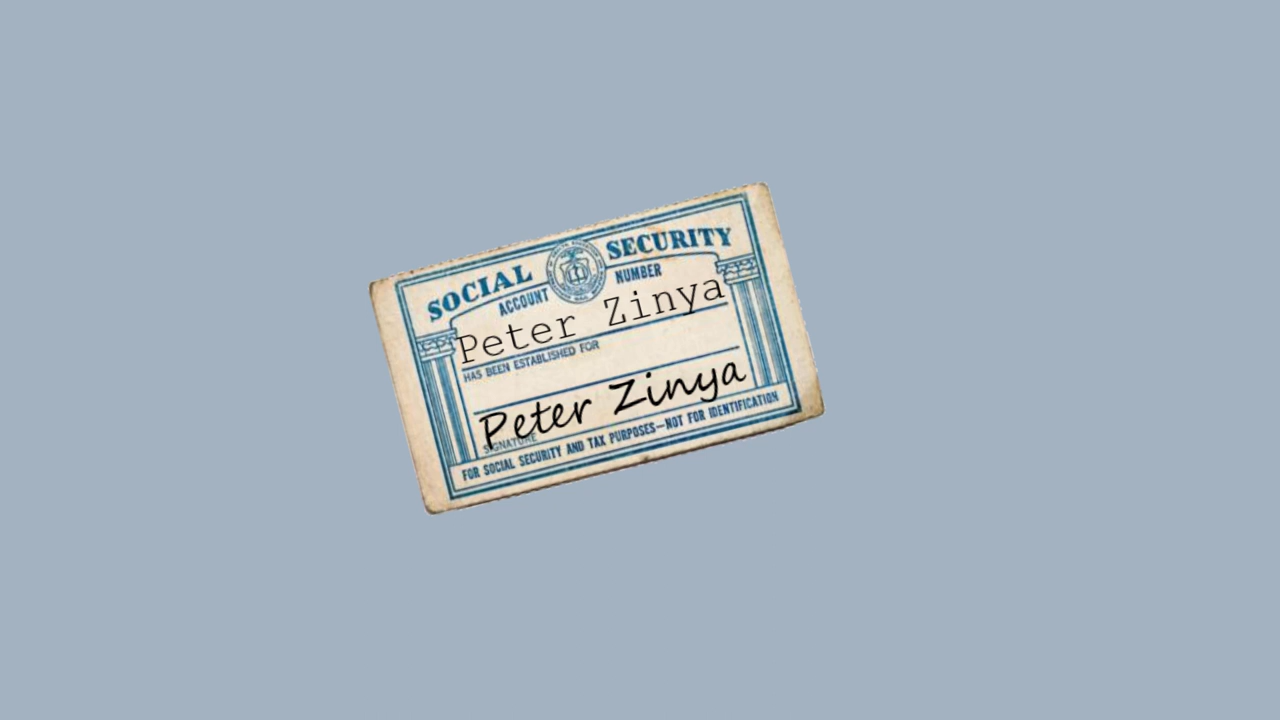 SOCIAL SECURITY
ACCOUNT NUMBER
Peter Zinya
HAS BEEN ESTABLISHED FOR
Peter Zinya
SIGNATURE
FOR SOCIAL SECURITY AND TAX PURPOSES—NOT FOR IDENTIFICATION